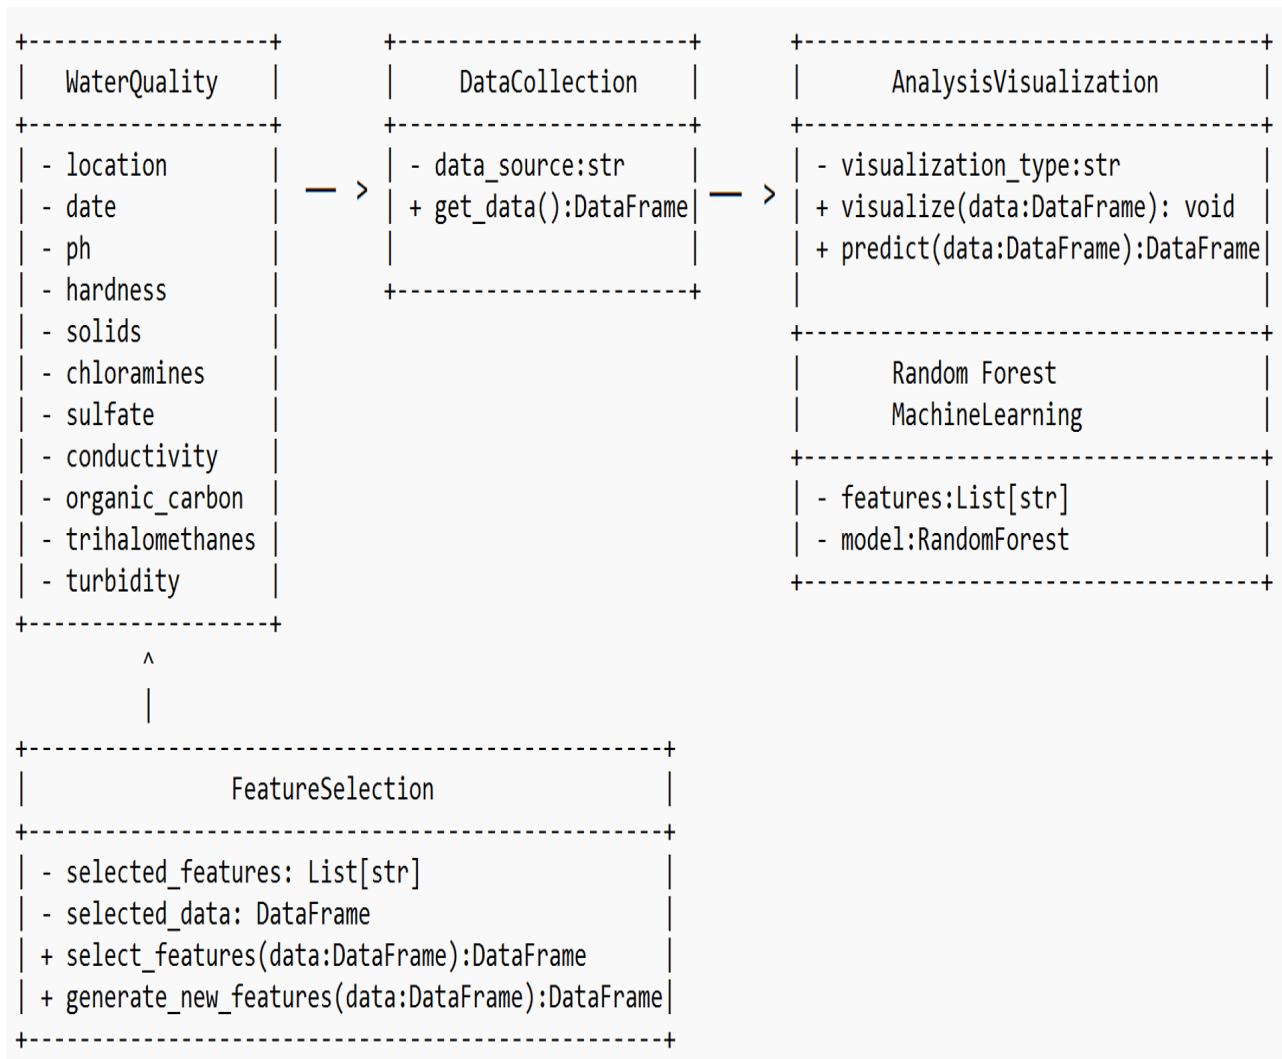 WaterQuality
- location
- date
- ph
- hardness
- solids
- chloramines
- sulfate
- conductivity
- organic_carbon
- trihalomethanes
- turbidity
DataCollection
- data_source:str
+ get_data():DataFrame
AnalysisVisualization
- visualization_type:str
+ visualize(data:DataFrame): void
+ predict(data:DataFrame):DataFrame
Random Forest
MachineLearning
- features:List[str]
- model:RandomForest
FeatureSelection
- selected_features: List[str]
- selected_data: DataFrame
+ select_features(data:DataFrame):DataFrame
+ generate_new_features(data:DataFrame):DataFrame